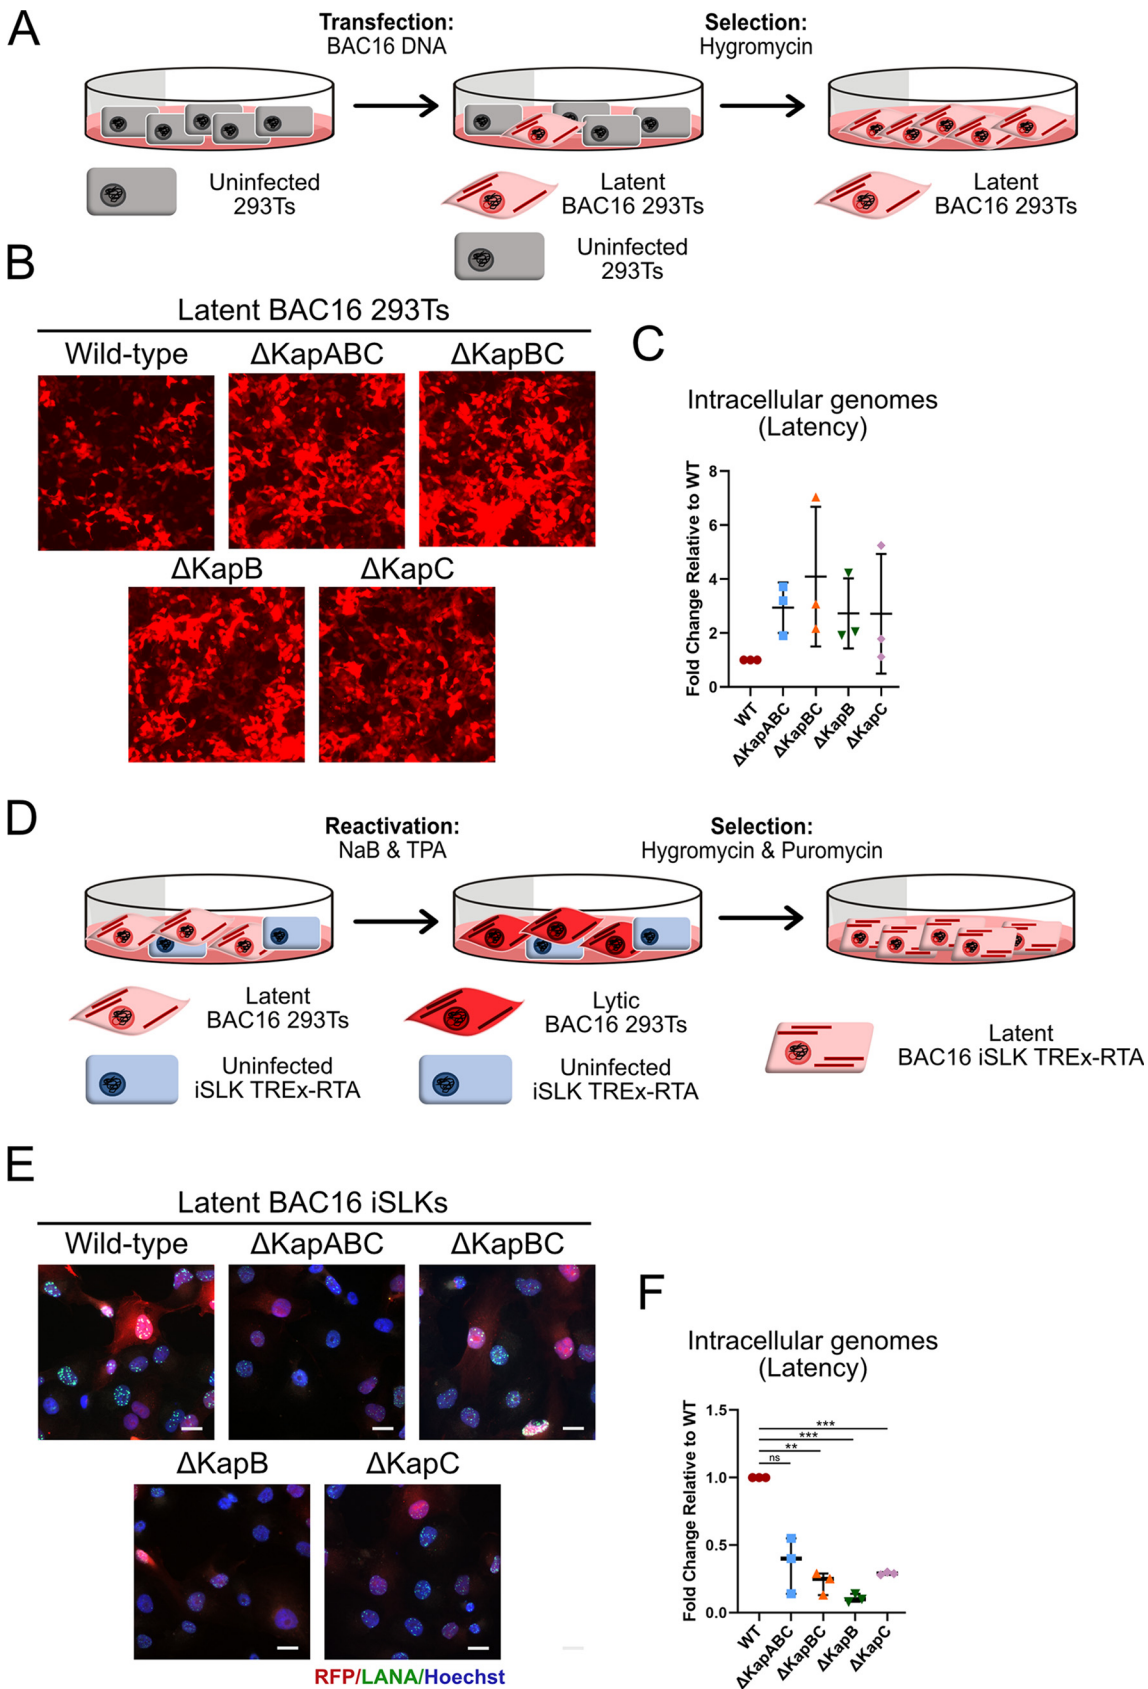 A
Transfection:
BAC16 DNA
Selection:
Hygromycin
Uninfected
293Ts
Latent
BAC16 293Ts
Uninfected
293Ts
Latent
BAC16 293Ts
B
Latent BAC16 293Ts
Wild-type
ΔKapABC
ΔKapBC
ΔKapB
ΔKapC
C
Intracellular genomes
(Latency)
Fold Change Relative to WT
8
6
4
2
0
WT
ΔKapABC
ΔKapBC
ΔKapB
ΔKapC
D
Reactivation:
NaB & TPA
Selection:
Hygromycin & Puromycin
Latent
BAC16 293Ts
Uninfected
iSLK TREx-RTA
Lytic
BAC16 293Ts
Uninfected
iSLK TREx-RTA
Latent
BAC16 iSLK TREx-RTA
E
Latent BAC16 iSLKs
Wild-type
ΔKapABC
ΔKapBC
ΔKapB
ΔKapC
RFP/LANA/Hoechst
F
Intracellular genomes
(Latency)
Fold Change Relative to WT
1.5
1.0
0.5
0.0
***
***
**
ns
WT
ΔKapABC
ΔKapBC
ΔKapB
ΔKapC